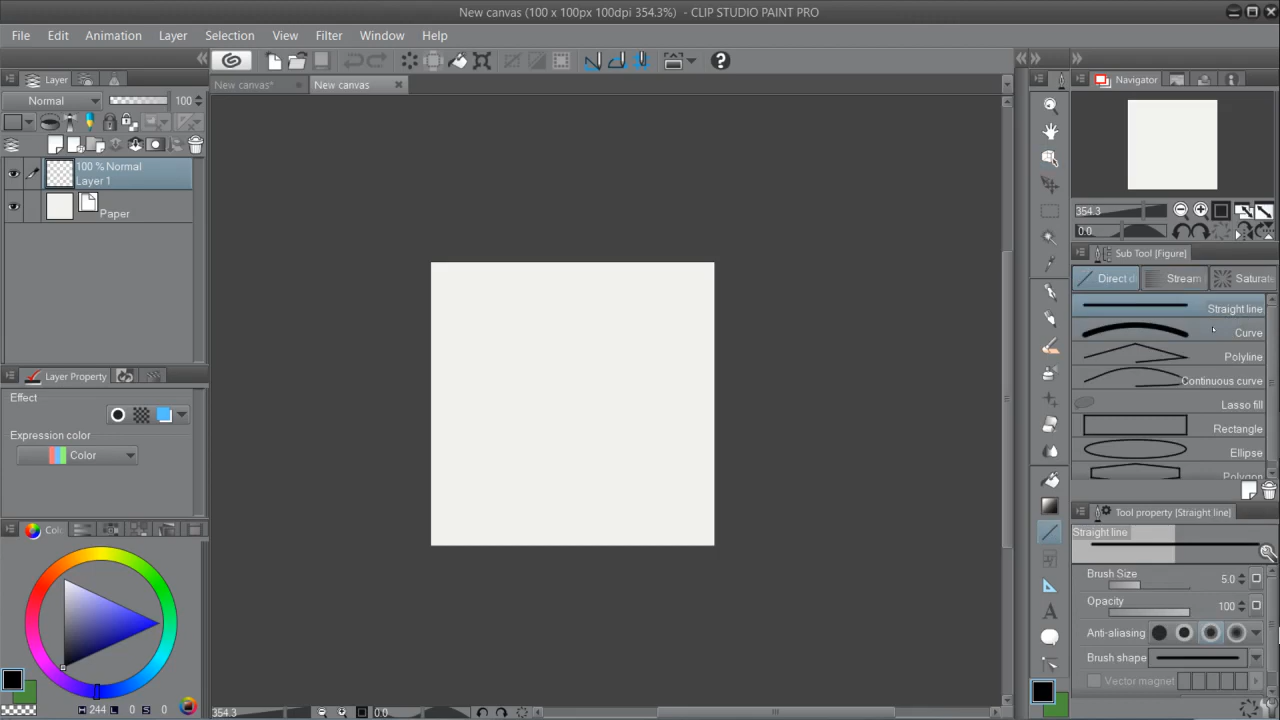 New canvas (100 x 100px 100dpi 354.3%) - CLIP STUDIO PAINT PRO
File Edit Animation Layer Selection View Filter Window Help
Layer
New canvas* New canvas
Navigator
Normal 100
100 % Normal
Layer 1
Paper
354.3
0.0
Sub Tool [Figure]
Direct d Stream Saturate
Straight line
Curve
Polyline
Continuous curve
Lasso fill
Rectangle
Ellipse
Polygon
Layer Property
Effect
Expression color
Color
Tool property [Straight line]
Straight line
Brush Size 5.0
Opacity 100
Anti-aliasing
Brush shape
Vector magnet
Colo
H 244 L 0 S 0
354.3 0.0